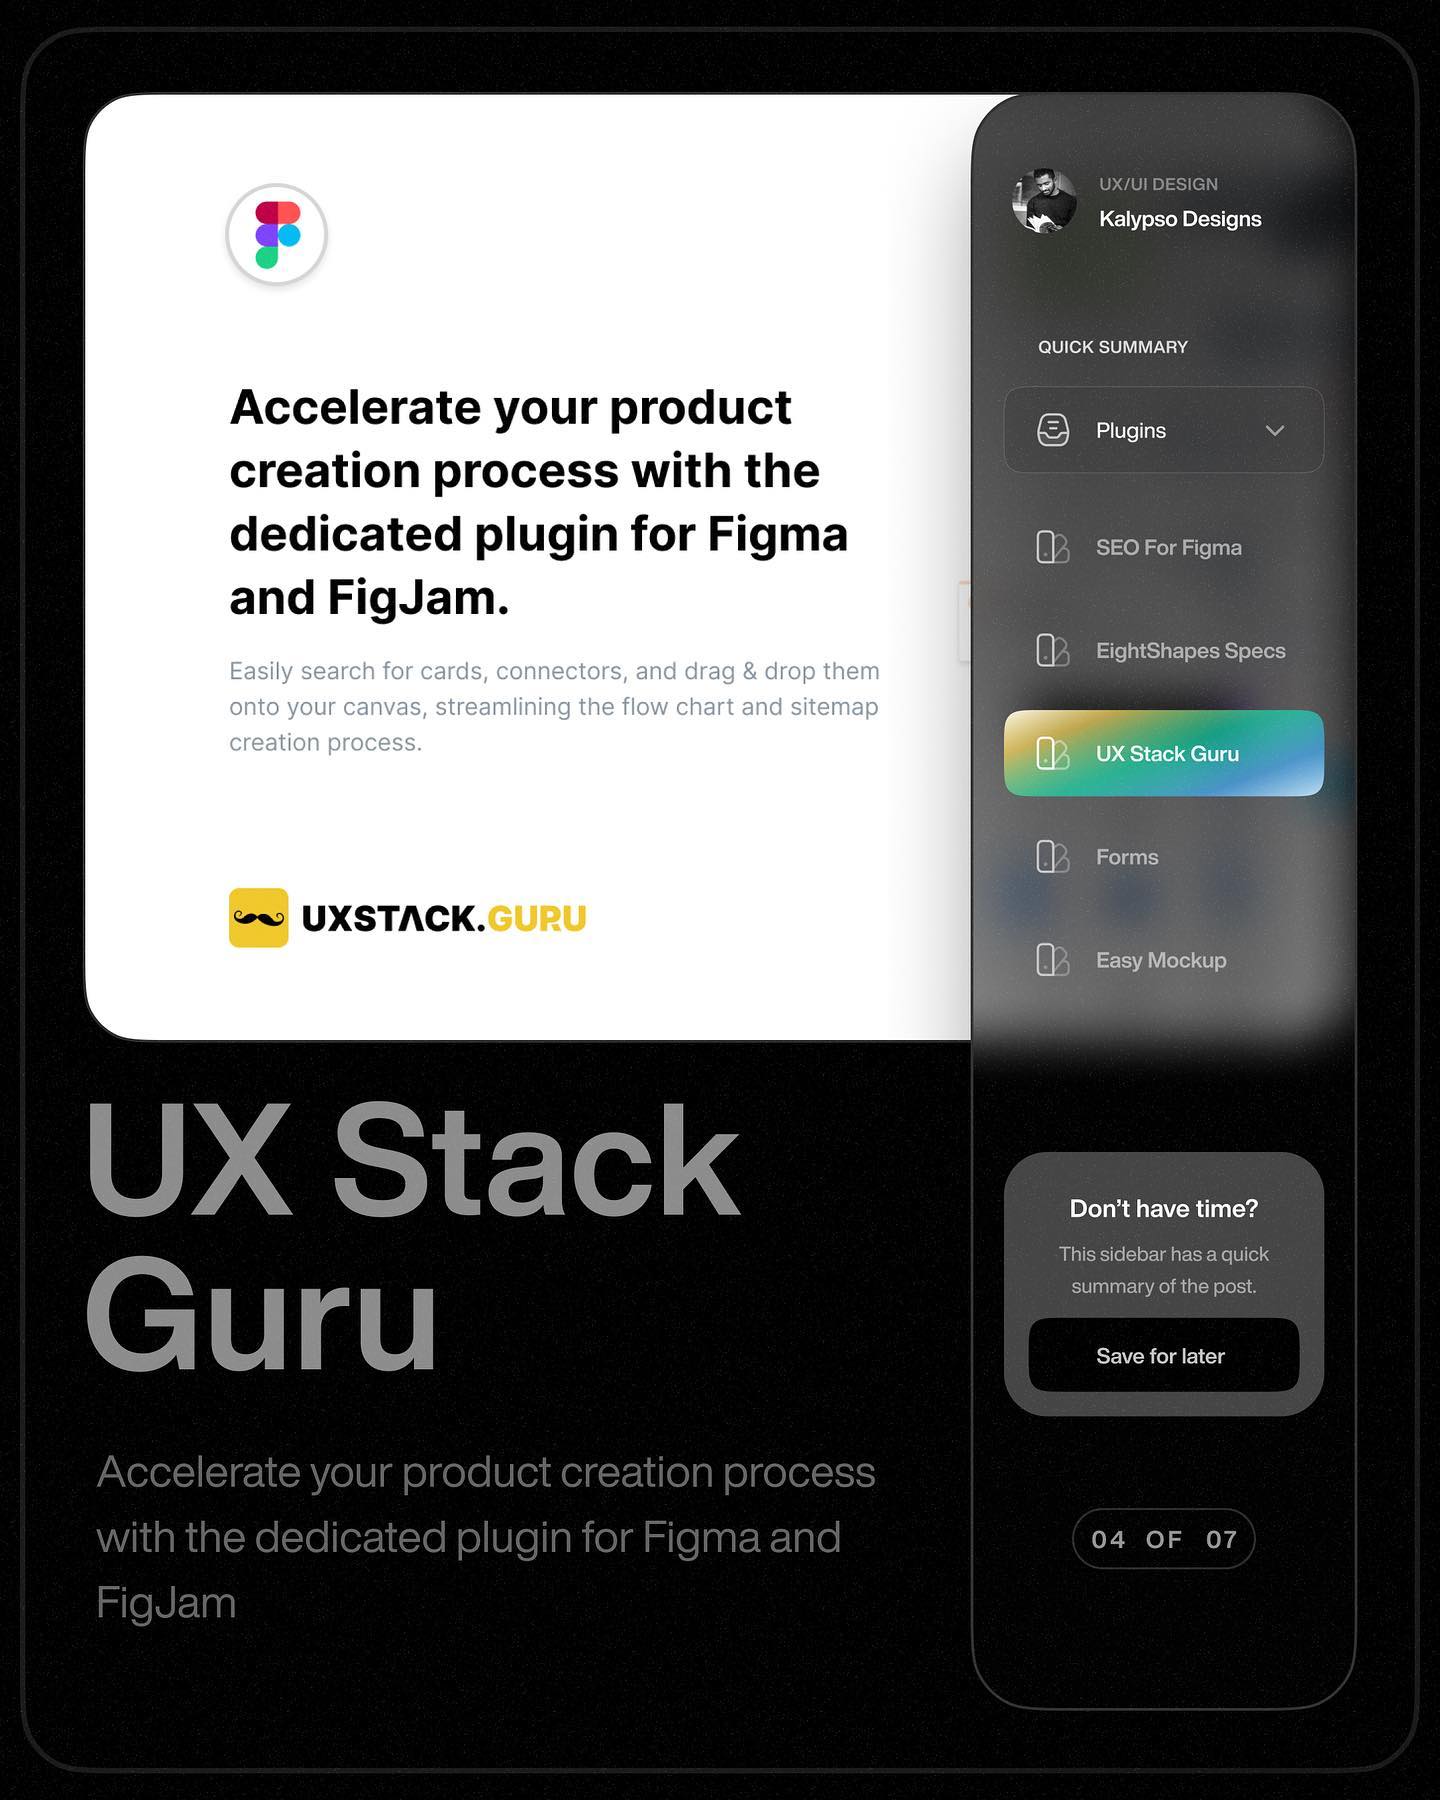 Accelerate your product
creation process with the
dedicated plugin for Figma
and FigJam.
Easily search for cards, connectors, and drag & drop them
onto your canvas, streamlining the flow chart and sitemap
creation process.
UXSTACK.GURU
UX Stack
Guru
Accelerate your product creation process
with the dedicated plugin for Figma and
FigJam
UX/UI DESIGN
Kalypso Designs
QUICK SUMMARY
Plugins
SEO For Figma
EightShapes Specs
UX Stack Guru
Forms
Easy Mockup
Don’t have time?
This sidebar has a quick
summary of the post.
Save for later
04 OF 07